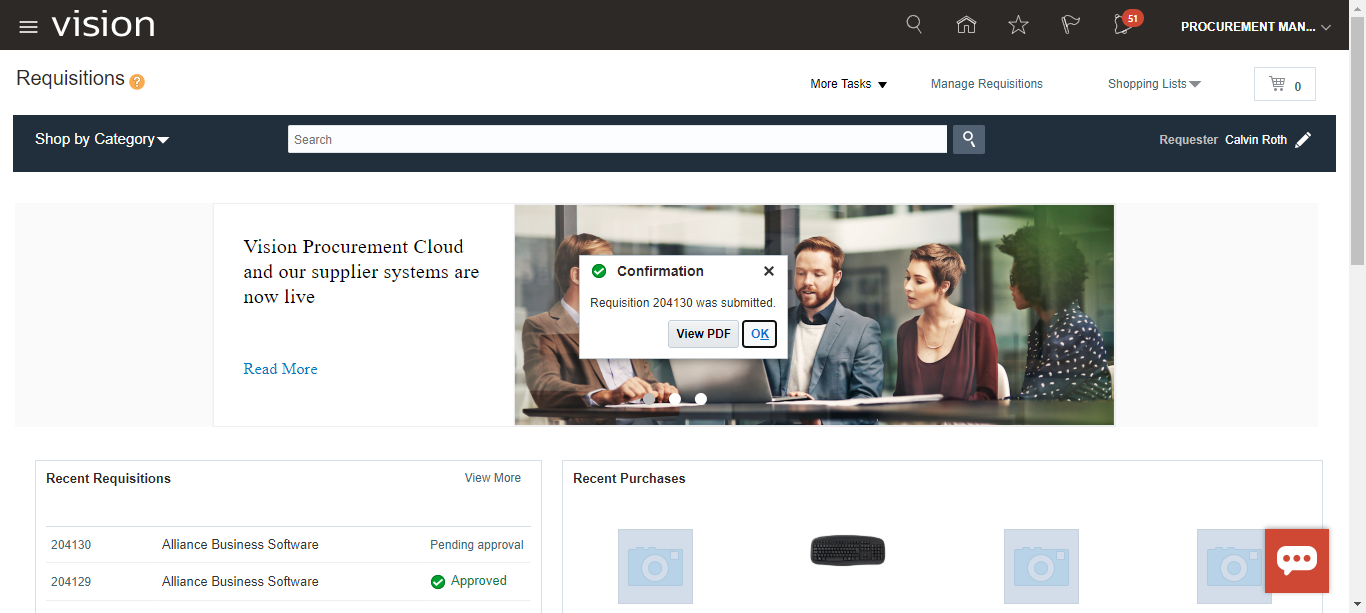 vision
51
PROCUREMENT MAN...
Requisitions ?
More Tasks
Manage Requisitions
Shopping Lists
0
Shop by Category
Search
Requester Calvin Roth
Vision Procurement Cloud
and our supplier systems are
now live
Read More
Confirmation
Requisition 204130 was submitted.
View PDF
OK
Recent Requisitions
View More
204130 Alliance Business Software Pending approval
204129 Alliance Business Software Approved
Recent Purchases